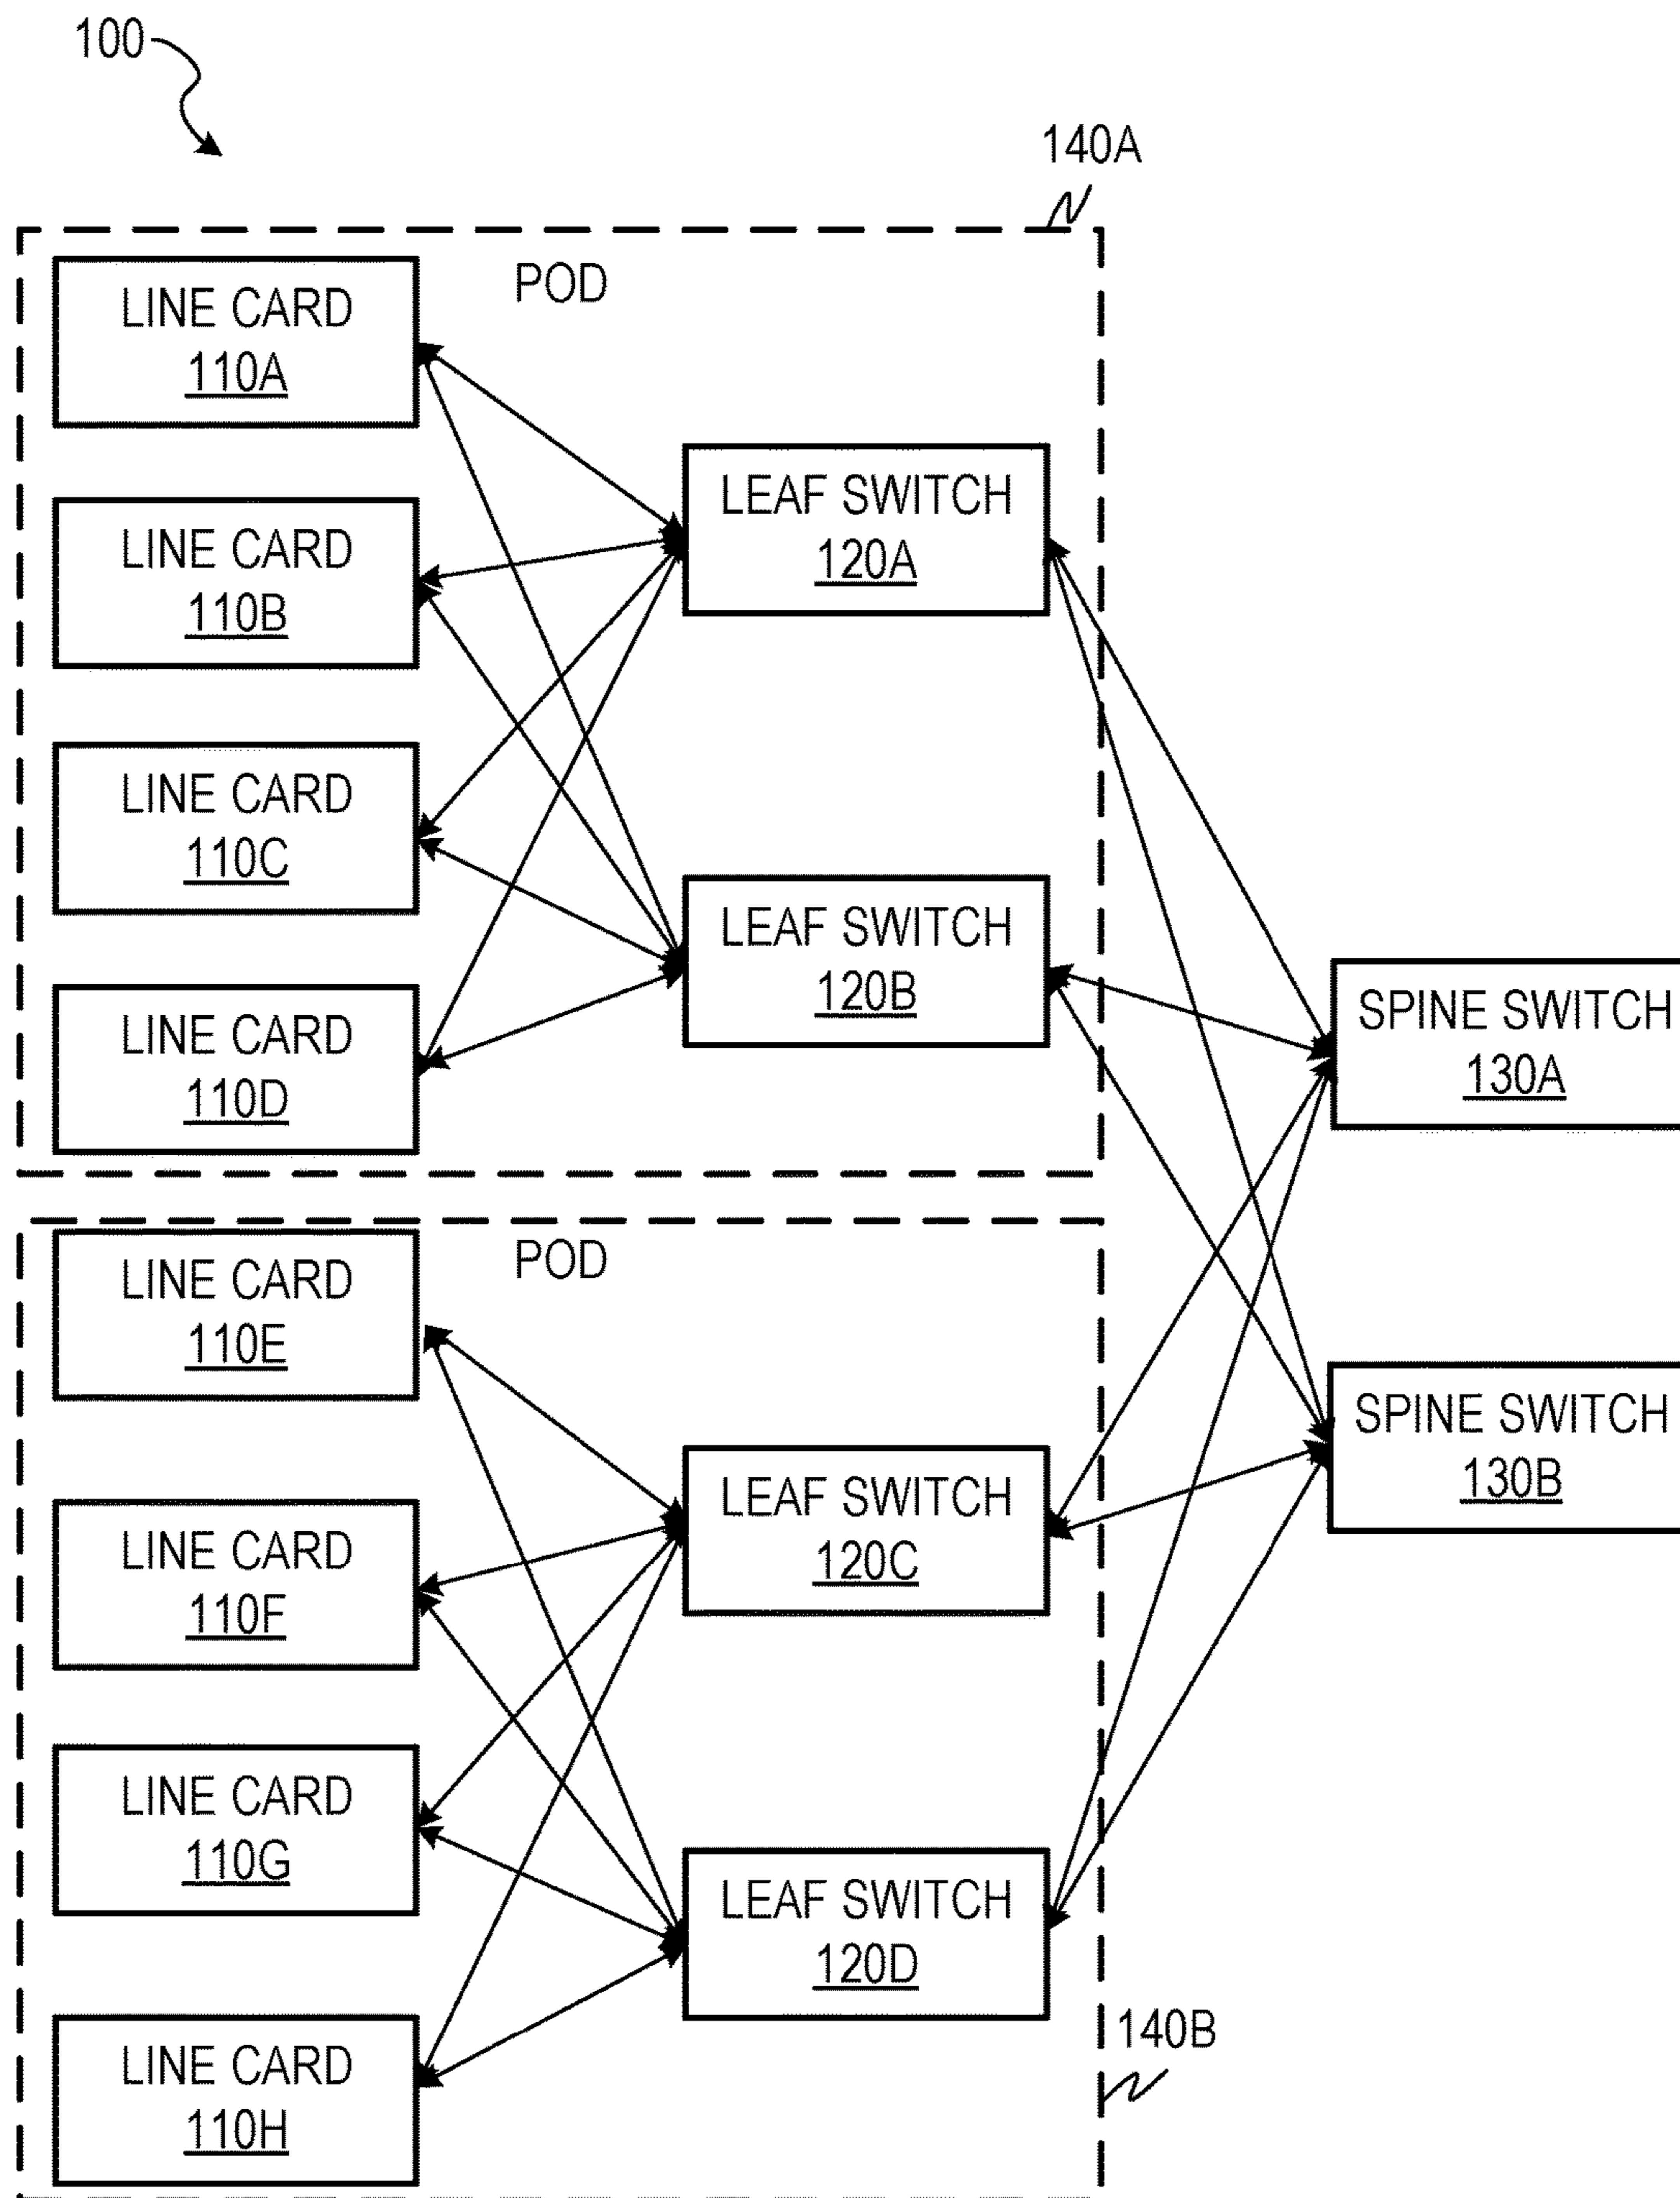 100
140A
POD
LINE CARD
110A
LINE CARD
110B
LINE CARD
110C
LINE CARD
110D
LEAF SWITCH
120A
LEAF SWITCH
120B
SPINE SWITCH
130A
POD
LINE CARD
110E
LINE CARD
110F
LINE CARD
110G
LINE CARD
110H
LEAF SWITCH
120C
LEAF SWITCH
120D
SPINE SWITCH
130B
140B